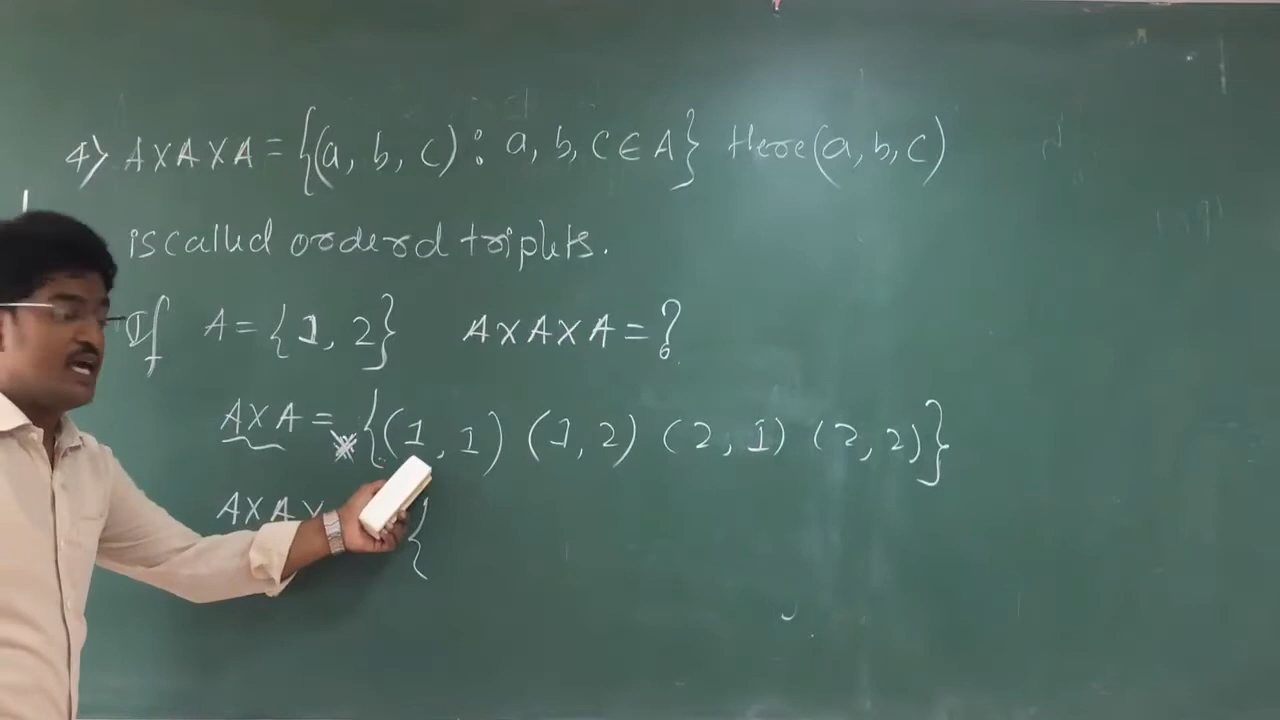 4) A×A×A = {(a, b, c) : a, b, c ∈ A} Here (a, b, c)
is called orderd triplets.
If A = {1, 2} A×A×A = ?
A×A = {(1, 1) (1, 2) (2, 1) (2, 2)}
A×A× {